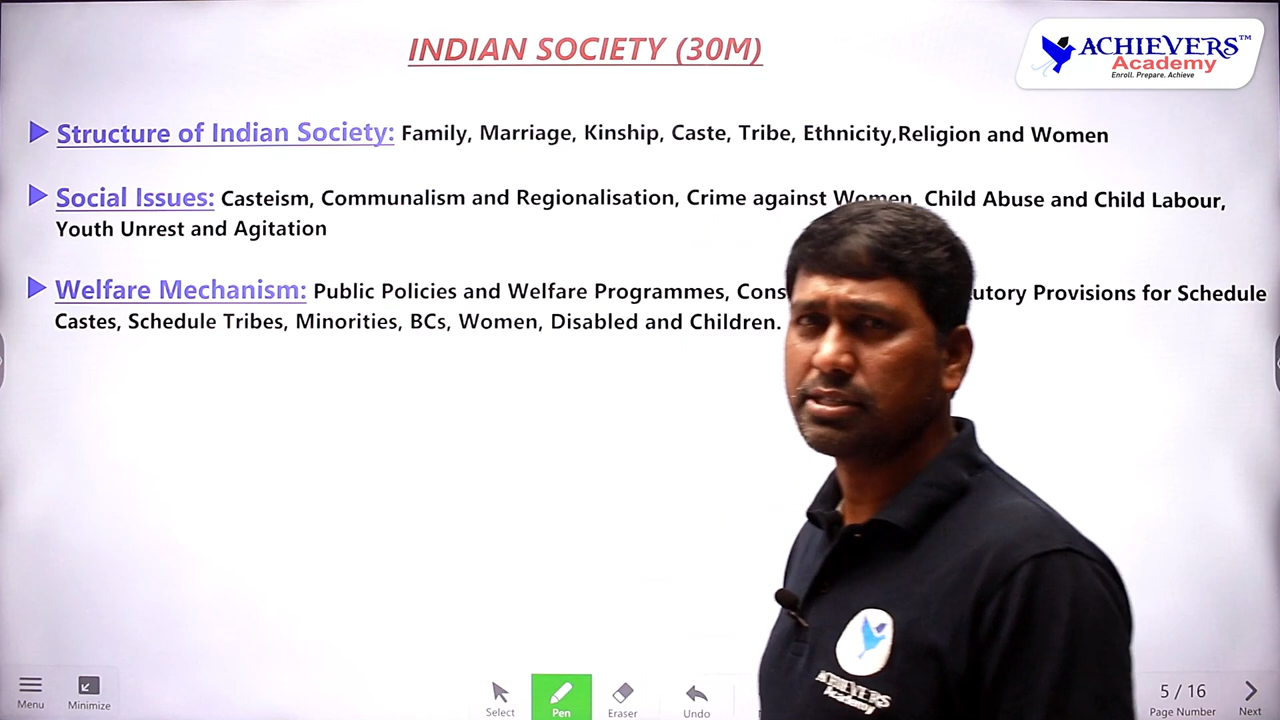 INDIAN SOCIETY (30M)
ACHIEVERS™
Academy
Enroll. Prepare. Achieve
Structure of Indian Society: Family, Marriage, Kinship, Caste, Tribe, Ethnicity,Religion and Women
Social Issues: Casteism, Communalism and Regionalisation, Crime against Women, Child Abuse and Child Labour,
Youth Unrest and Agitation
Welfare Mechanism: Public Policies and Welfare Programmes, Cons utory Provisions for Schedule
Castes, Schedule Tribes, Minorities, BCs, Women, Disabled and Children.
ACHIEVERS
Academy
Menu
Minimize
Select
Pen
Eraser
Undo
5 / 16
Page Number
Next